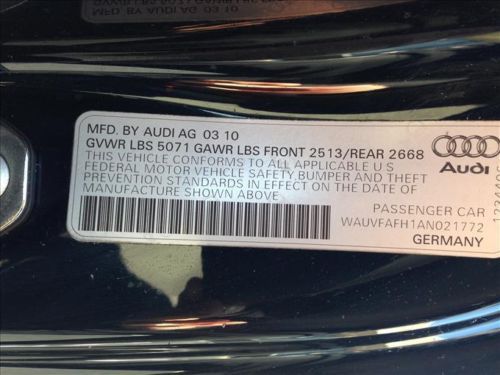 MFD. BY AUDI AG 03 10
GVWR LBS 5071 GAWR LBS FRONT 2513/REAR 2668
THIS VEHICLE CONFORMS TO ALL APPLICABLE U S
FEDERAL MOTOR VEHICLE SAFETY, BUMPER AND THEFT
PREVENTION STANDARDS IN EFFECT ON THE DATE OF
MANUFACTURE SHOWN ABOVE
Audi
PASSENGER CAR
WAUVFAFH1AN021772
GERMANY